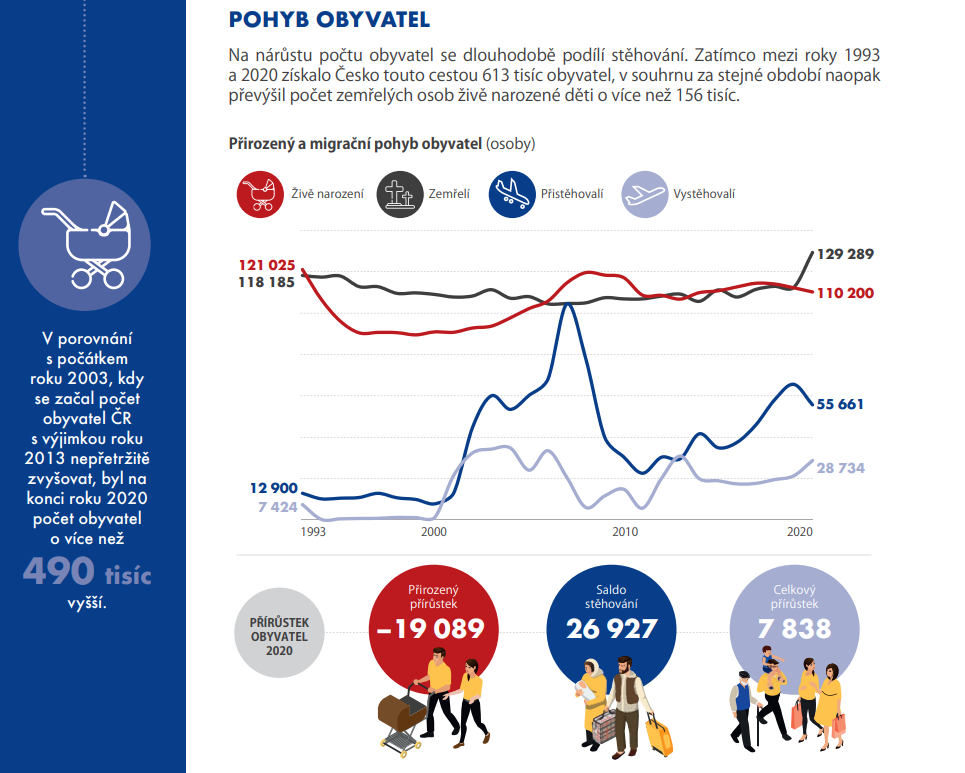 POHYB OBYVATEL
Na nárůstu počtu obyvatel se dlouhodobě podílí stěhování. Zatímco mezi roky 1993
a 2020 získalo Česko touto cestou 613 tisíc obyvatel, v souhrnu za stejné období naopak
převýšil počet zemřelých osob živě narozené děti o více než 156 tisíc.
Přirozený a migrační pohyb obyvatel (osoby)
Živě narození
Zemřelí
Přistěhovalí
Vystěhovalí
121 025
118 185
129 289
110 200
55 661
28 734
12 900
7 424
1993
2000
2010
2020
V porovnání
s počátkem
roku 2003, kdy
se začal počet
obyvatel ČR
s výjimkou roku
2013 nepřetržitě
zvyšovat, byl na
konci roku 2020
počet obyvatel
o více než
490 tisíc
vyšší.
PŘÍRŮSTEK
OBYVATEL
2020
Přirozený
přírůstek
–19 089
Saldo
stěhování
26 927
Celkový
přírůstek
7 838